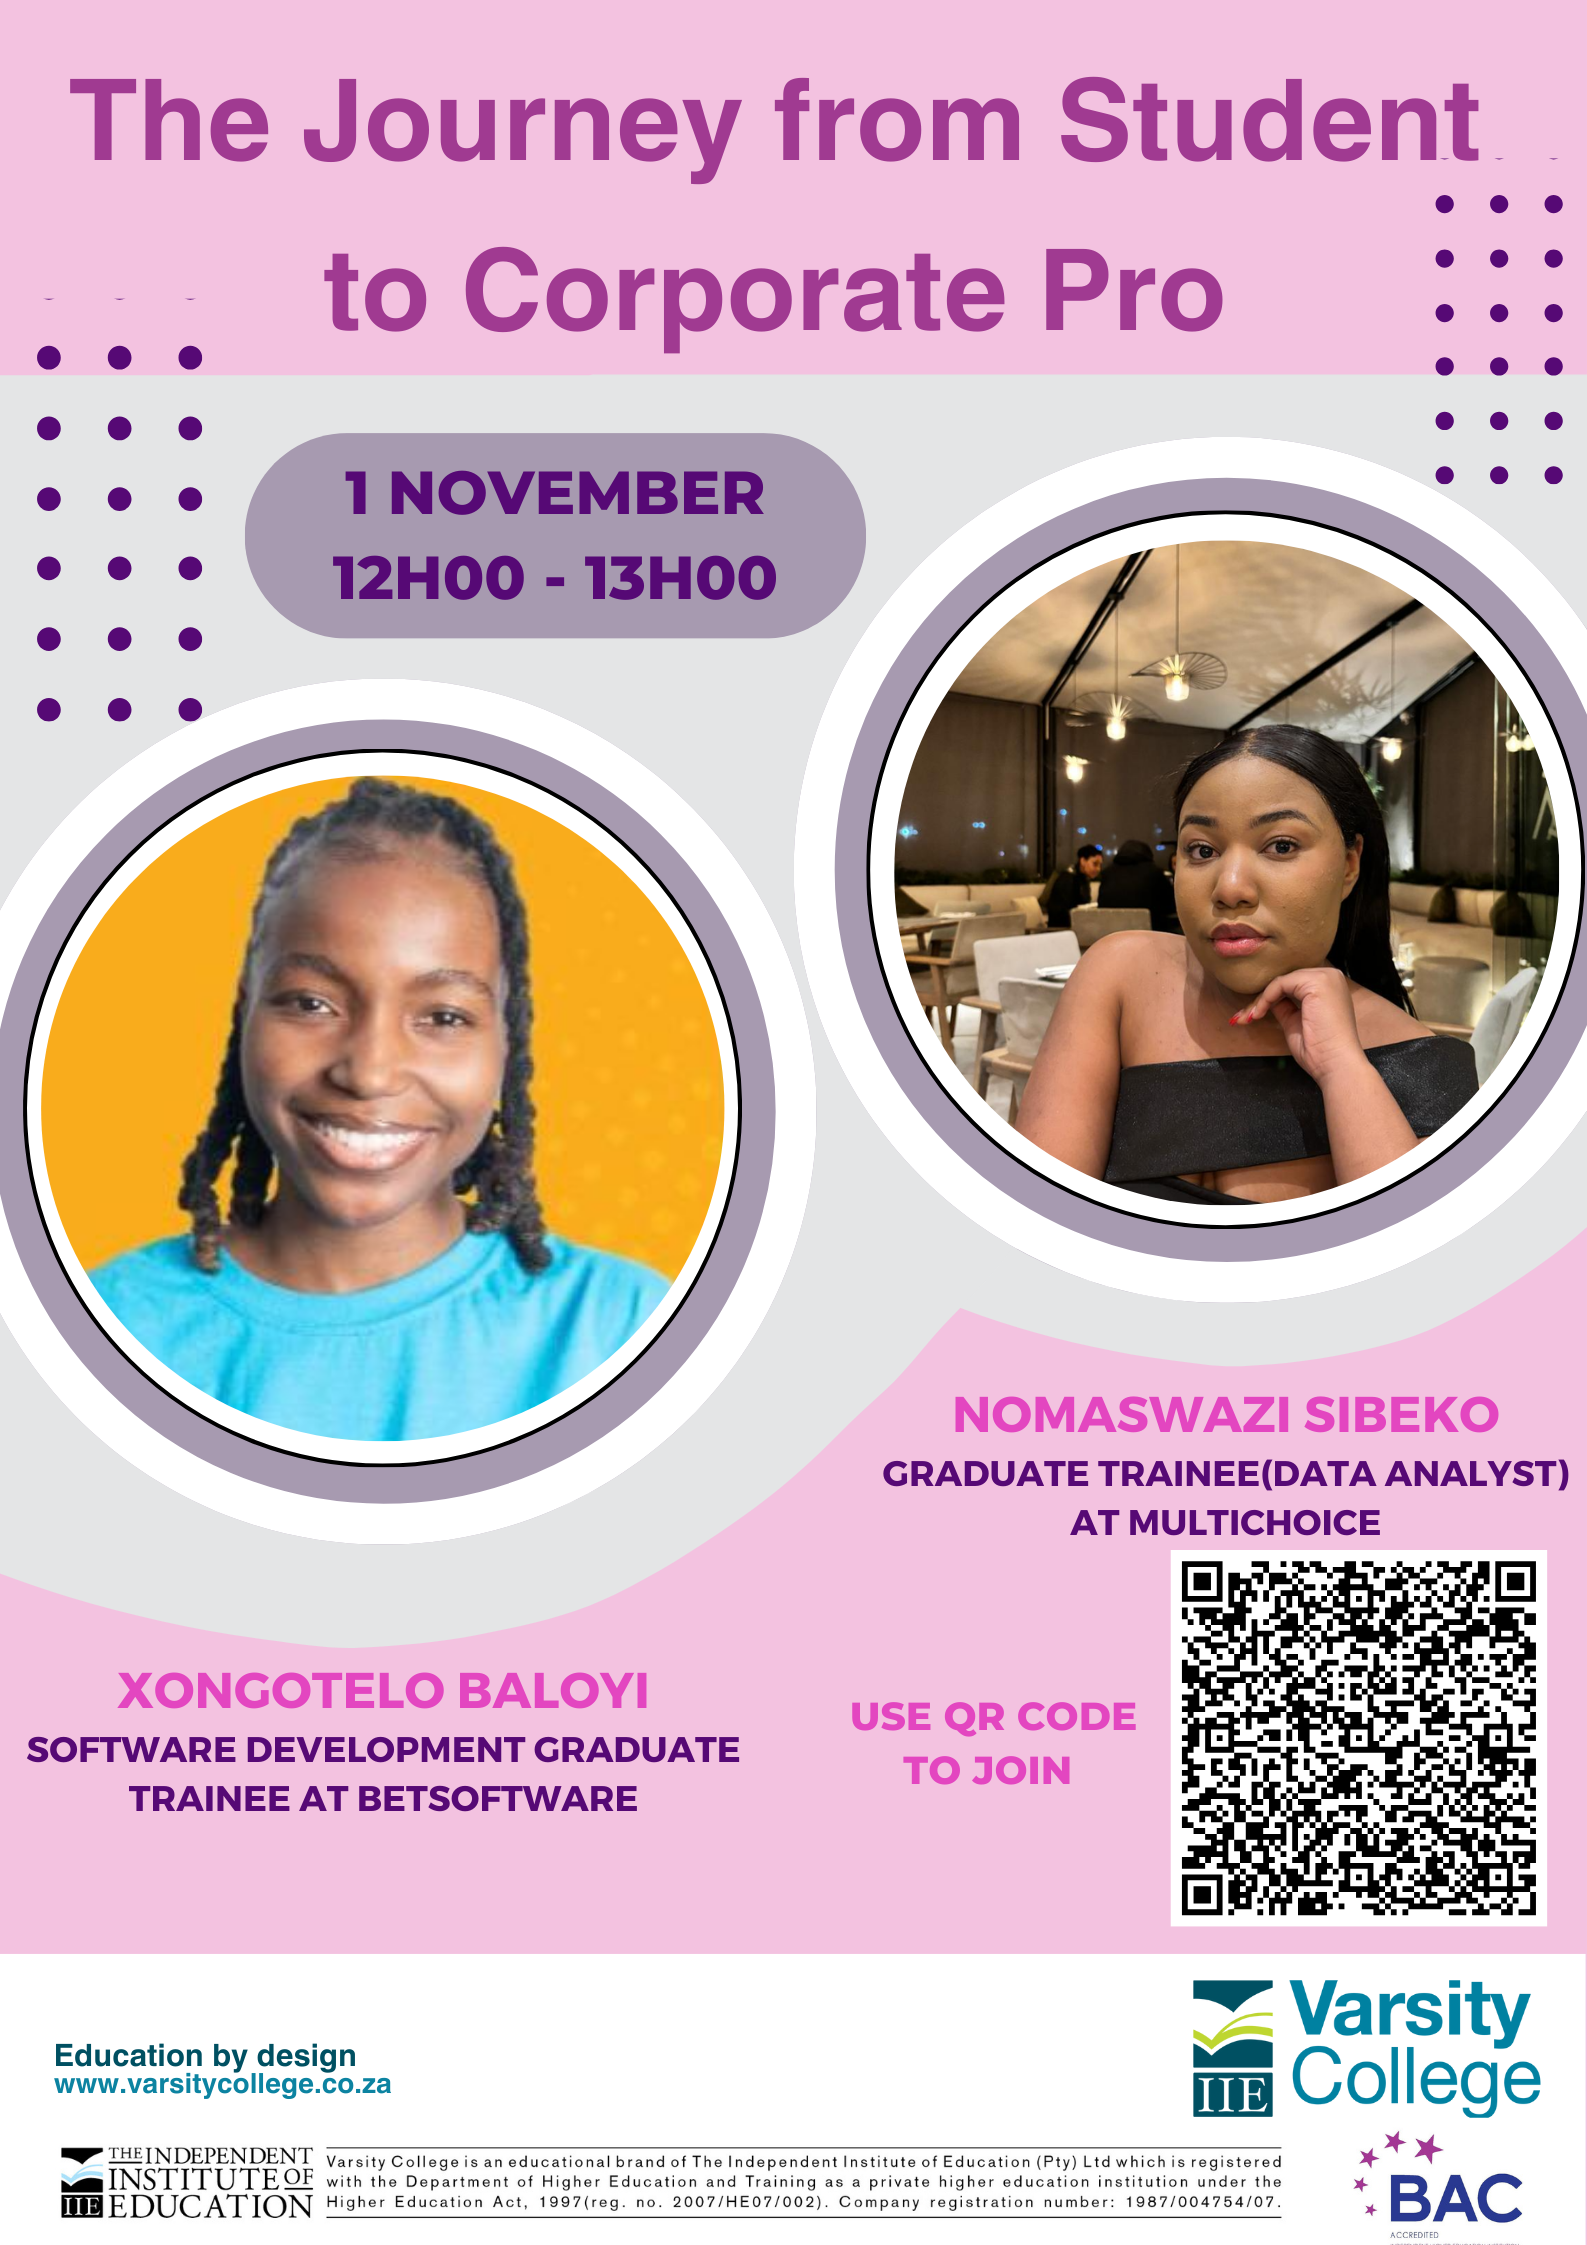 The Journey from Student
to Corporate Pro
1 NOVEMBER
12H00 - 13H00
NOMASWAZI SIBEKO
GRADUATE TRAINEE(DATA ANALYST)
AT MULTICHOICE
XONGOTELO BALOYI
SOFTWARE DEVELOPMENT GRADUATE
TRAINEE AT BETSOFTWARE
USE QR CODE
TO JOIN
Education by design
www.varsitycollege.co.za
Varsity
College
IIE
THE INDEPENDENT
INSTITUTE OF
IIE EDUCATION
Varsity College is an educational brand of The Independent Institute of Education (Pty) Ltd which is registered
with the Department of Higher Education and Training as a private higher education institution under the
Higher Education Act, 1997(reg. no. 2007/HE07/002). Company registration number: 1987/004754/07.
BAC
ACCREDITED